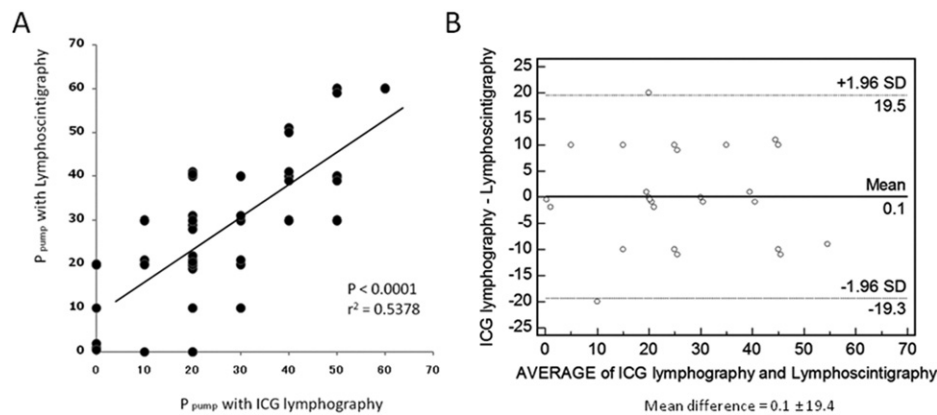 A
70
60
50
40
30
20
10
0
P pump with Lymphoscintigraphy
P < 0.0001
r² = 0.5378
0 10 20 30 40 50 60 70
P pump with ICG lymphography
B
25
20
15
10
5
0
-5
-10
-15
-20
-25
ICG lymphography - Lymphoscintigraphy
+1.96 SD
19.5
Mean
0.1
-1.96 SD
-19.3
0 10 20 30 40 50 60 70
AVERAGE of ICG lymphography and Lymphoscintigraphy
Mean difference = 0.1 ±19.4